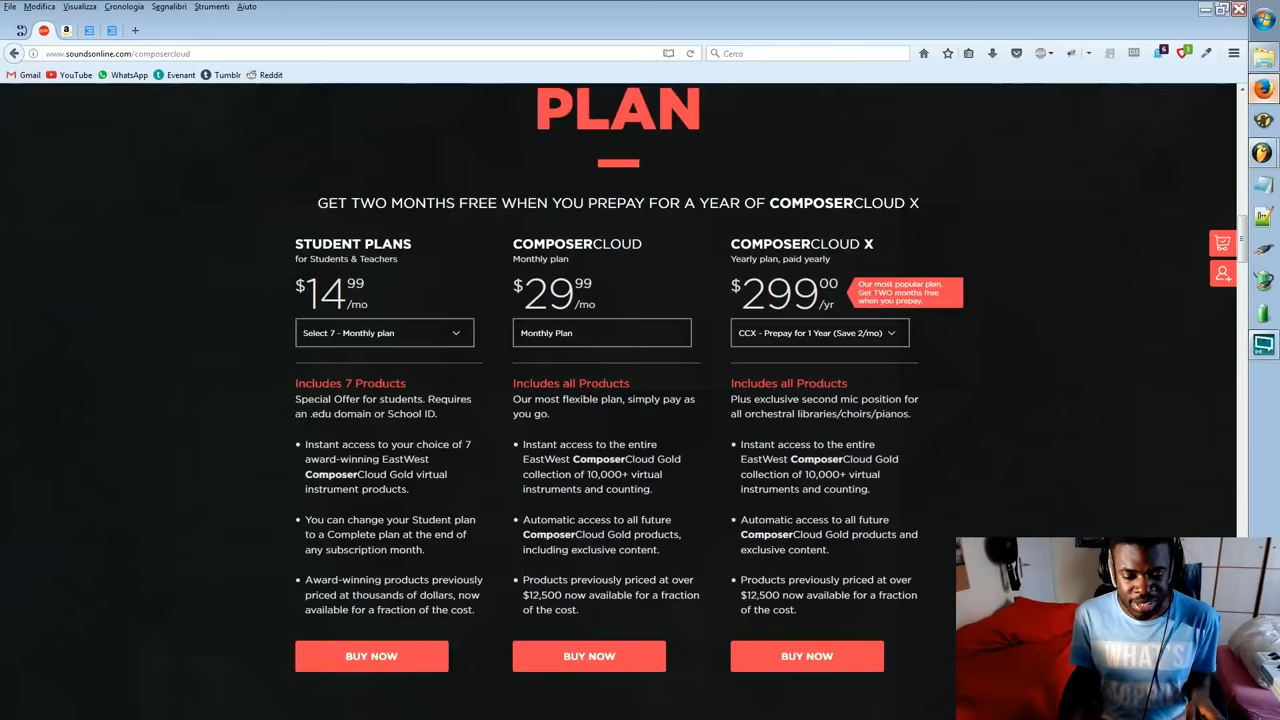 File Modifica Visualizza Cronologia Segnalibri Strumenti Aiuto
www.soundsonline.com/composercloud
Cerca
Gmail YouTube WhatsApp Evenant Tumblr Reddit
PLAN
GET TWO MONTHS FREE WHEN YOU PREPAY FOR A YEAR OF COMPOSERCLOUD X
STUDENT PLANS
for Students & Teachers
$14.99/mo
Select 7 - Monthly plan
Includes 7 Products
Special Offer for students. Requires
an .edu domain or School ID.
• Instant access to your choice of 7
award-winning EastWest
ComposerCloud Gold virtual
instrument products.
• You can change your Student plan
to a Complete plan at the end of
any subscription month.
• Award-winning products previously
priced at thousands of dollars, now
available for a fraction of the cost.
BUY NOW
COMPOSERCLOUD
Monthly plan
$29.99/mo
Monthly Plan
Includes all Products
Our most flexible plan, simply pay as
you go.
• Instant access to the entire
EastWest ComposerCloud Gold
collection of 10,000+ virtual
instruments and counting.
• Automatic access to all future
ComposerCloud Gold products,
including exclusive content.
• Products previously priced at over
$12,500 now available for a fraction
of the cost.
BUY NOW
COMPOSERCLOUD X
Yearly plan, paid yearly
$299.00/yr
Our most popular plan.
Get TWO months free
when you prepay.
CCX - Prepay for 1 Year (Save 2/mo)
Includes all Products
Plus exclusive second mic position for
all orchestral libraries/choirs/pianos.
• Instant access to the entire
EastWest ComposerCloud Gold
collection of 10,000+ virtual
instruments and counting.
• Automatic access to all future
ComposerCloud Gold products and
exclusive content.
• Products previously priced at over
$12,500 now available for a fraction
of the cost.
BUY NOW
WHAT'S